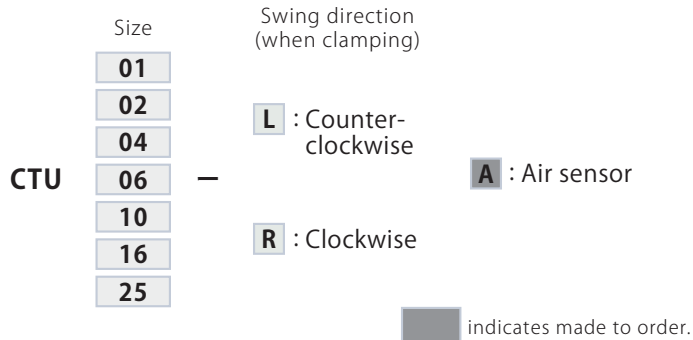 Size
Swing direction
(when clamping)
01
02
04
CTU 06 –
10
16
25
L : Counter-
clockwise
R : Clockwise
A : Air sensor
indicates made to order.